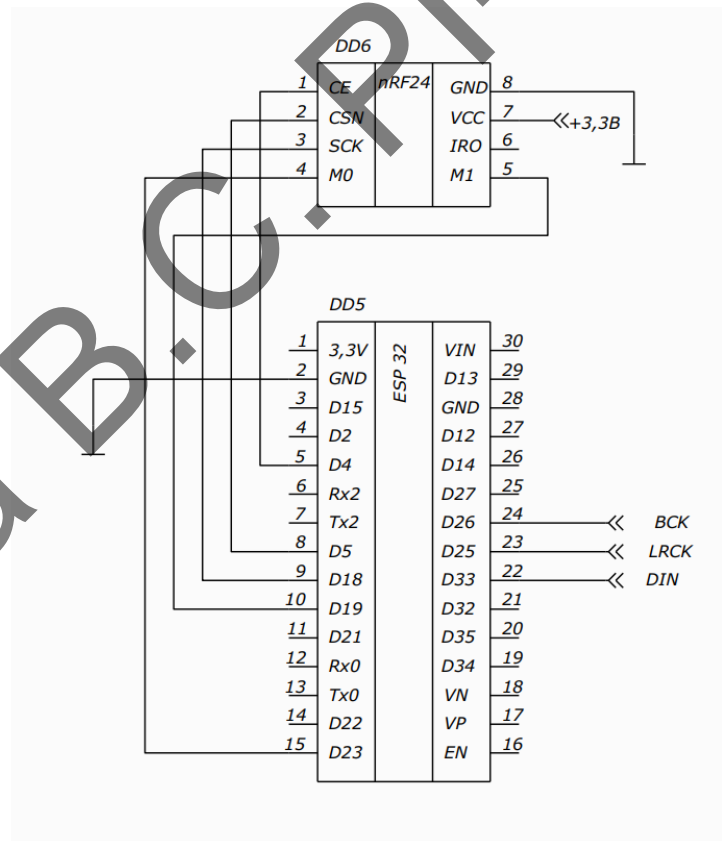 DD6
1 CE nRF24 GND 8
2 CSN VCC 7 +3,3В
3 SCK IRO 6
4 M0 M1 5
DD5
1 3,3V ESP 32 VIN 30
2 GND D13 29
3 D15 GND 28
4 D2 D12 27
5 D4 D14 26
6 Rx2 D27 25
7 Tx2 D26 24 BCK
8 D5 D25 23 LRCK
9 D18 D33 22 DIN
10 D19 D32 21
11 D21 D35 20
12 Rx0 D34 19
13 Tx0 VN 18
14 D22 VP 17
15 D23 EN 16